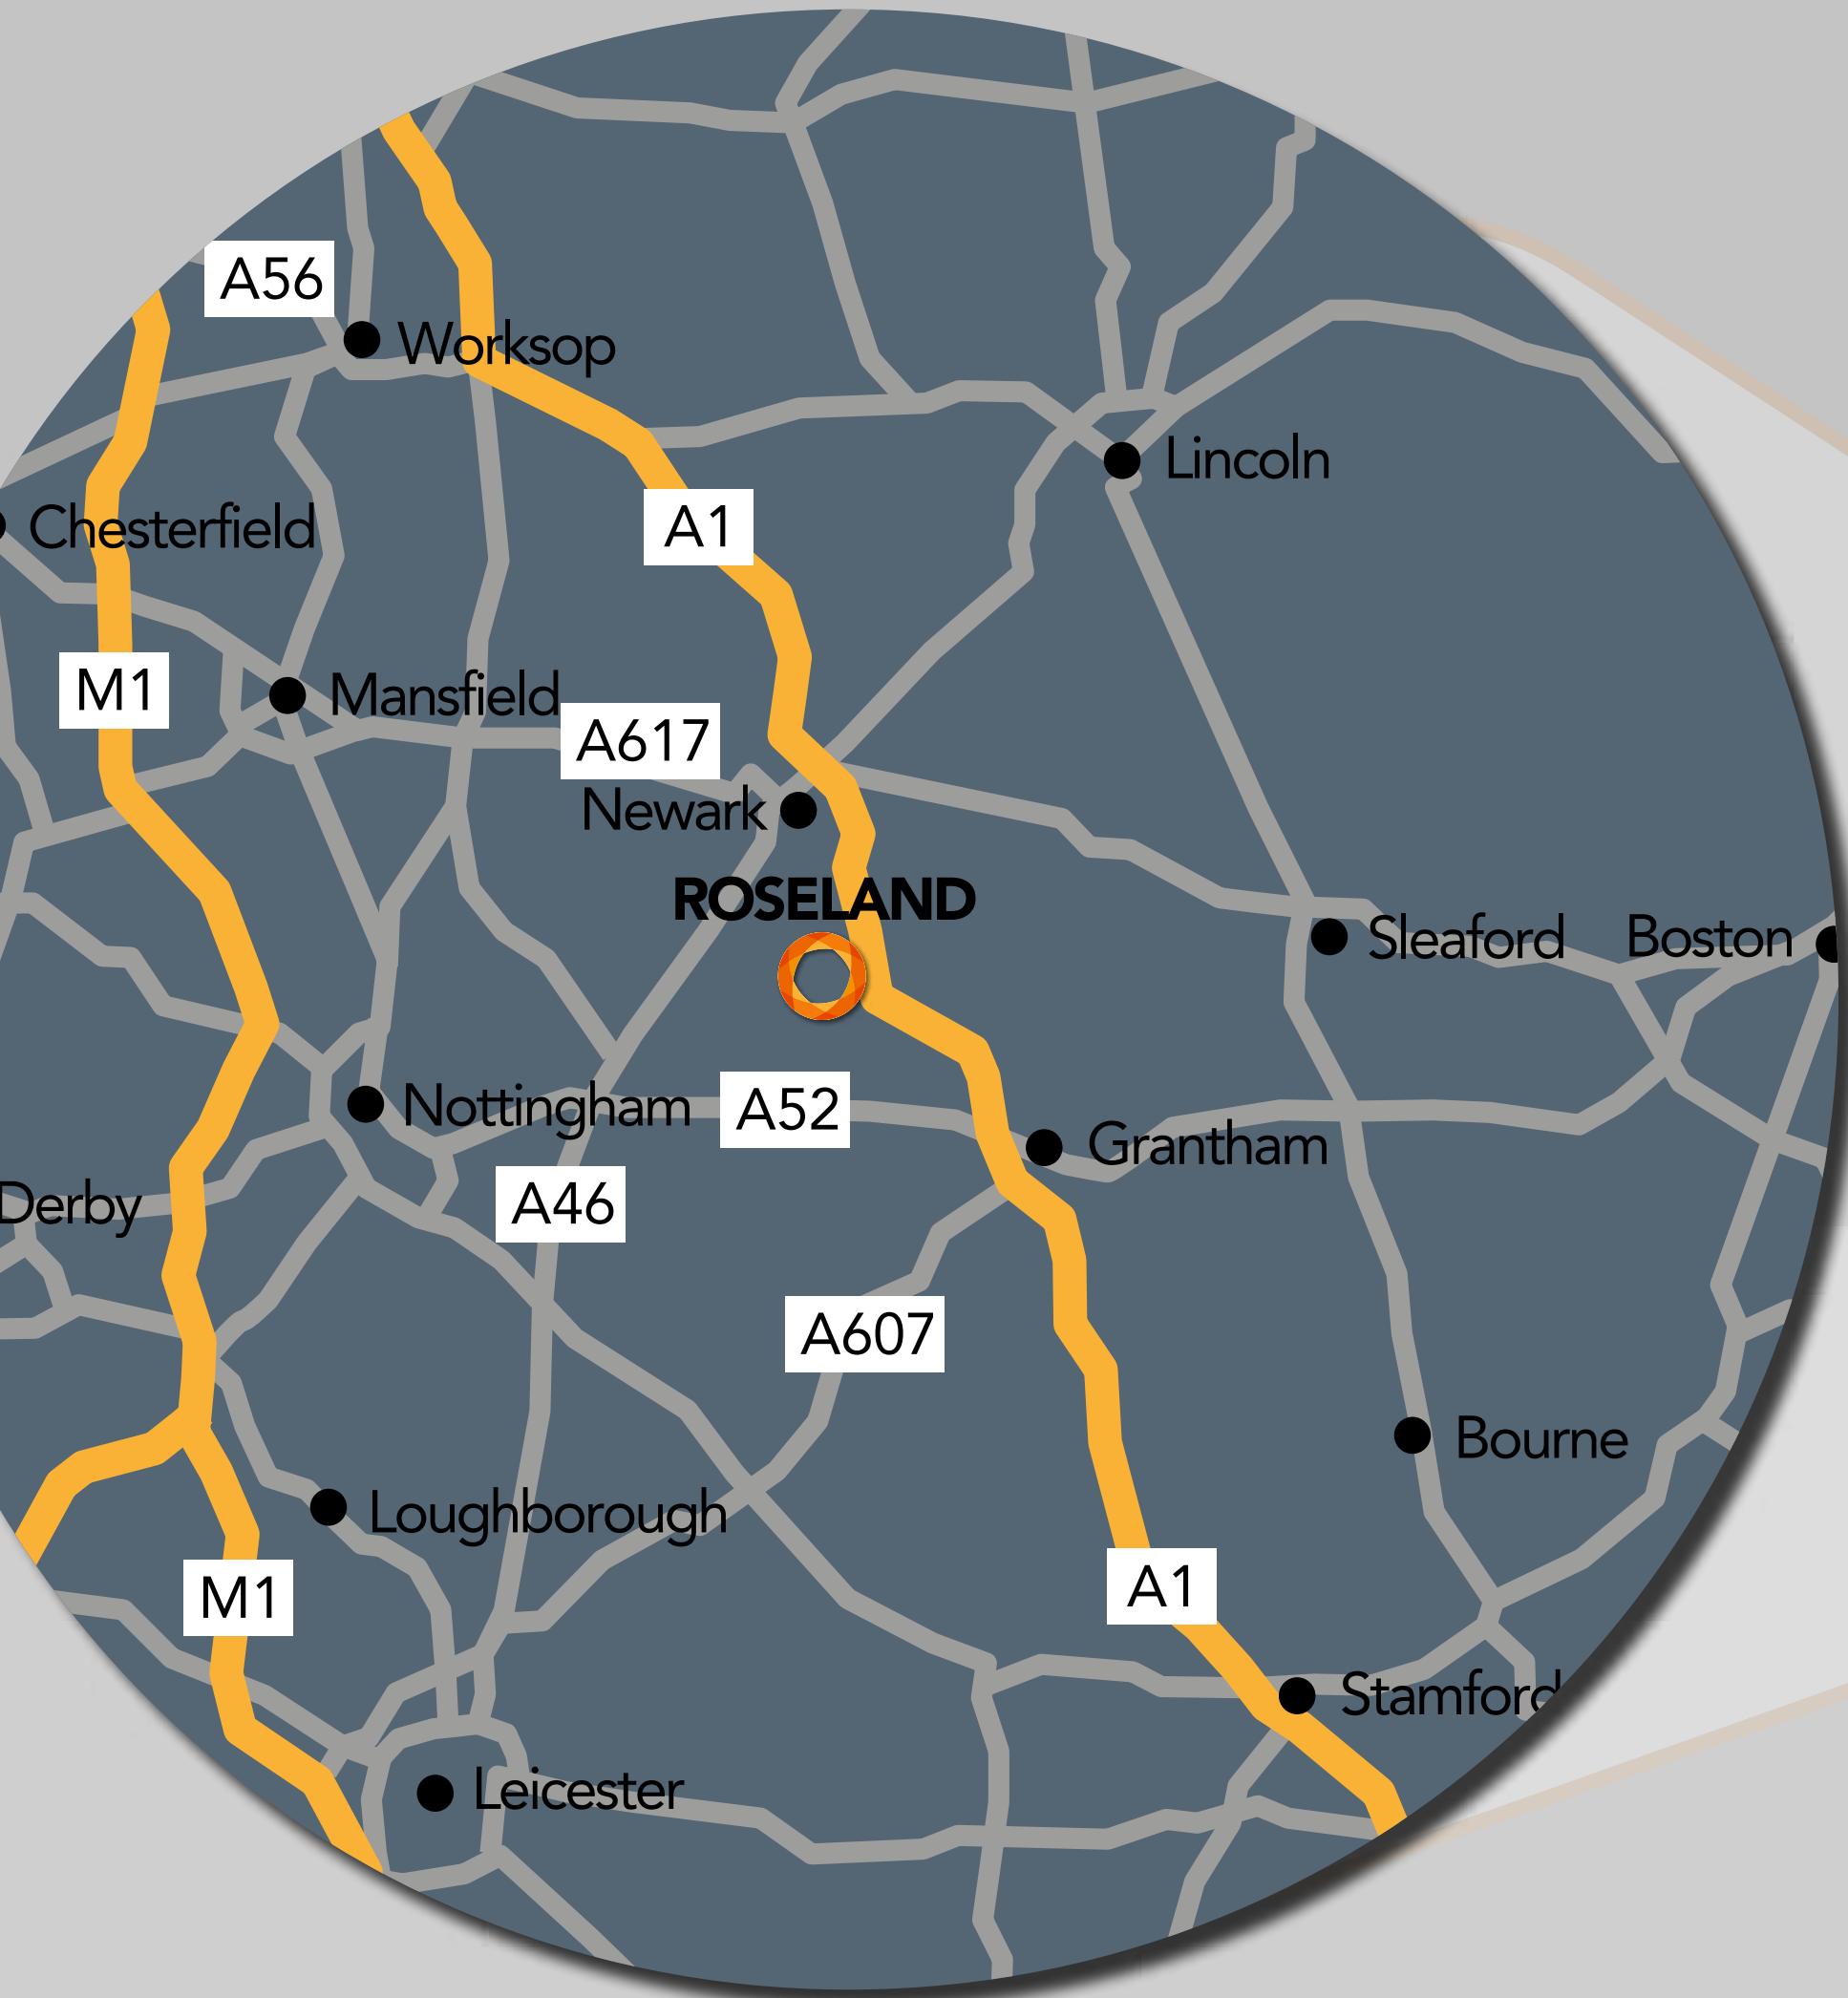 A56
Worksop
Lincoln
Chesterfield
A1
M1
Mansfield
A617
Newark
ROSELAND
Sleaford
Boston
Nottingham
A52
Grantham
Derby
A46
A607
Bourne
Loughborough
M1
A1
Stamford
Leicester